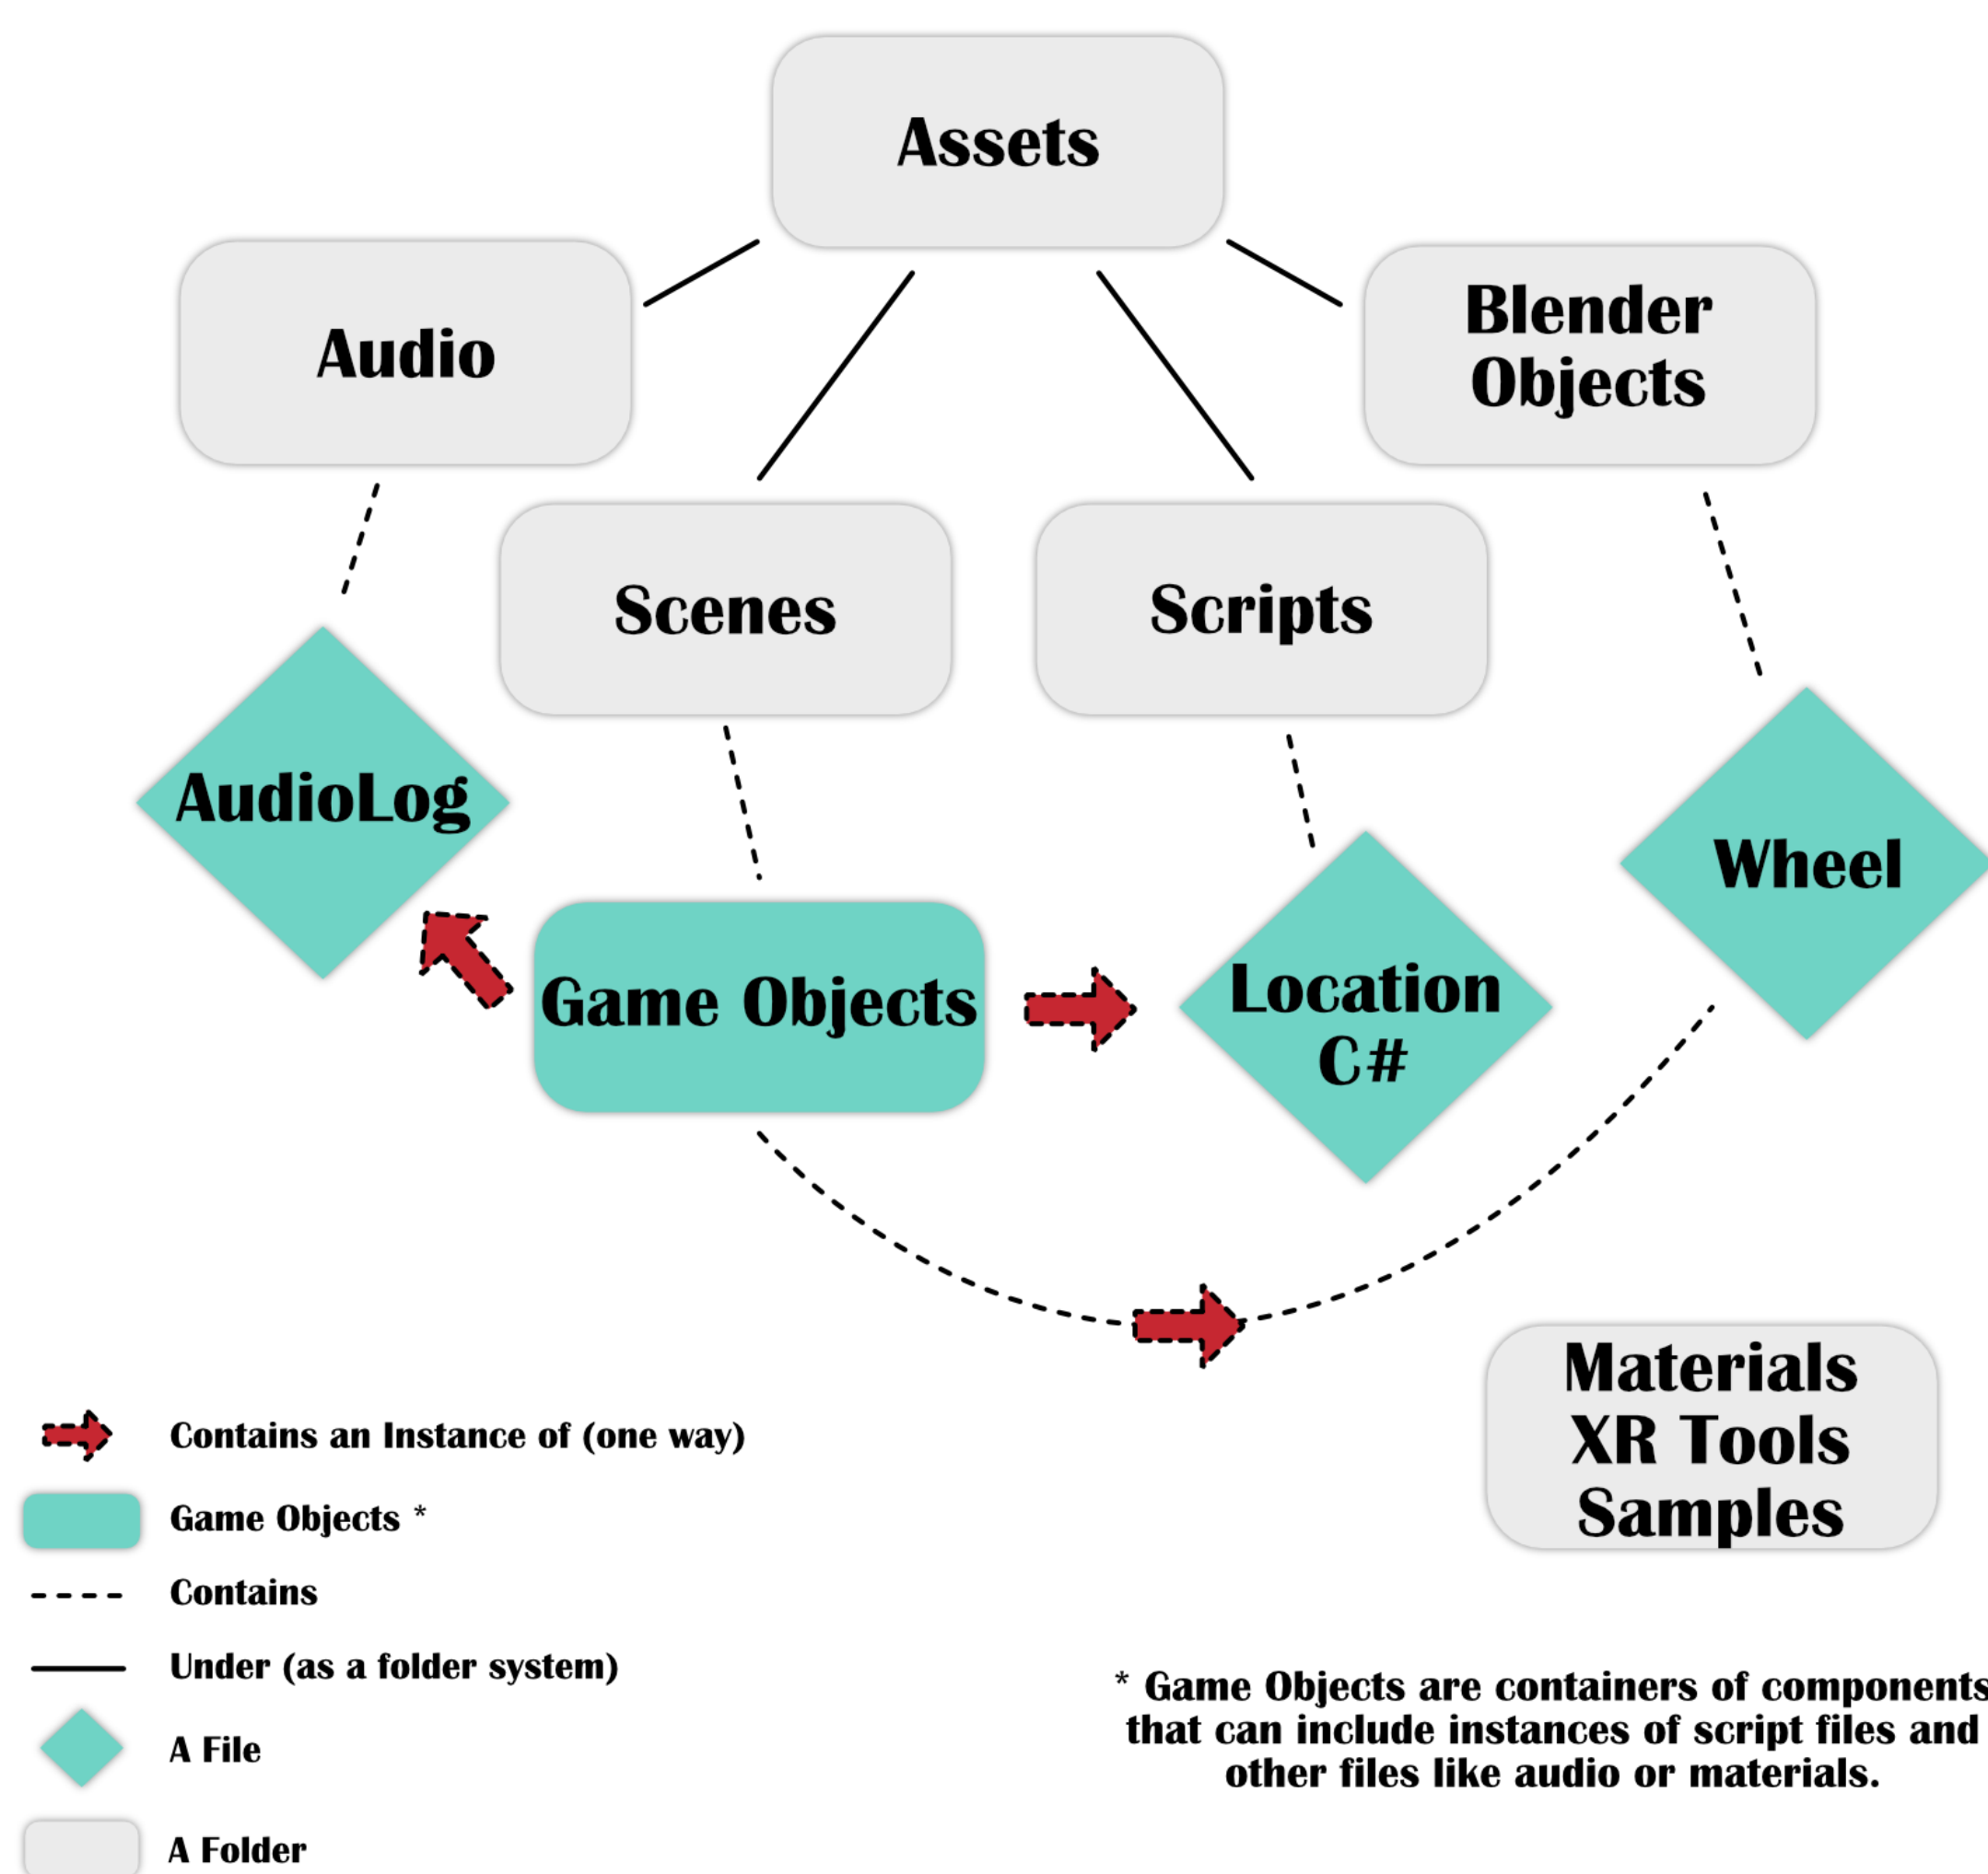 Assets
Audio
Blender
Objects
Scenes
Scripts
AudioLog
Wheel
Game Objects
Location
C#
Materials
XR Tools
Samples
Contains an Instance of (one way)
Game Objects *
Contains
Under (as a folder system)
A File
A Folder
* Game Objects are containers of components
that can include instances of script files and
other files like audio or materials.